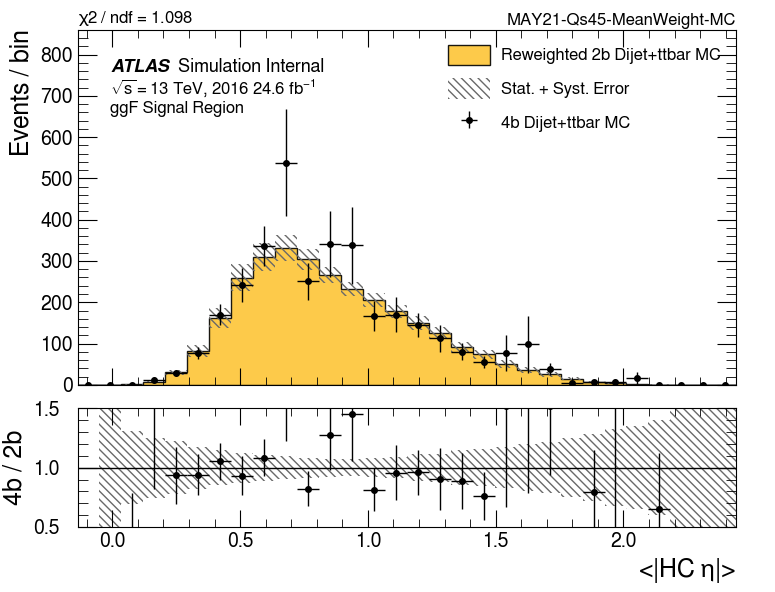 χ2 / ndf = 1.098
MAY21-Qs45-MeanWeight-MC
Events / bin
800
700
600
500
400
300
200
100
0
ATLAS Simulation Internal
√s = 13 TeV, 2016 24.6 fb⁻¹
ggF Signal Region
Reweighted 2b Dijet+ttbar MC
Stat. + Syst. Error
4b Dijet+ttbar MC
4b / 2b
1.5
1.0
0.5
0.0 0.5 1.0 1.5 2.0
<|HC η|>